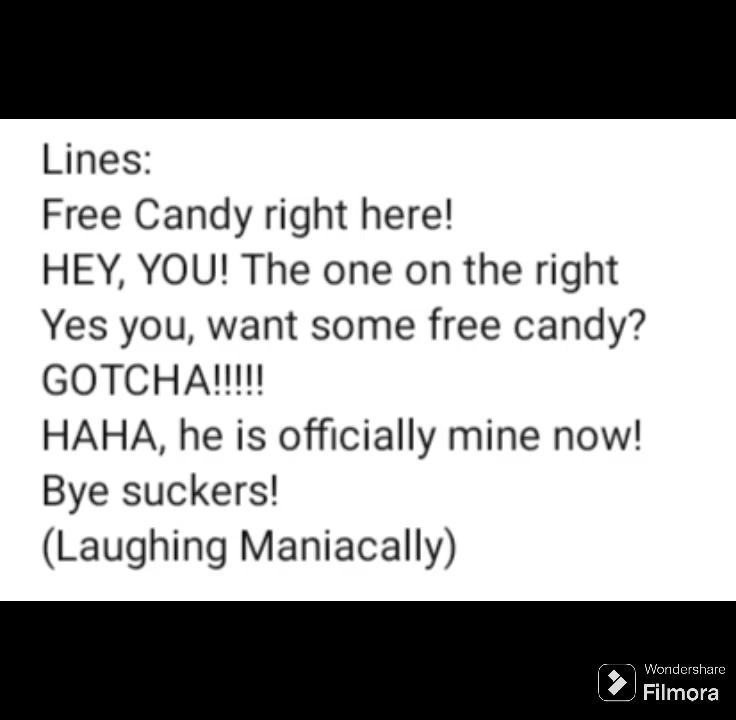 Lines:
Free Candy right here!
HEY, YOU! The one on the right
Yes you, want some free candy?
GOTCHA!!!!!
HAHA, he is officially mine now!
Bye suckers!
(Laughing Maniacally)
Wondershare
Filmora